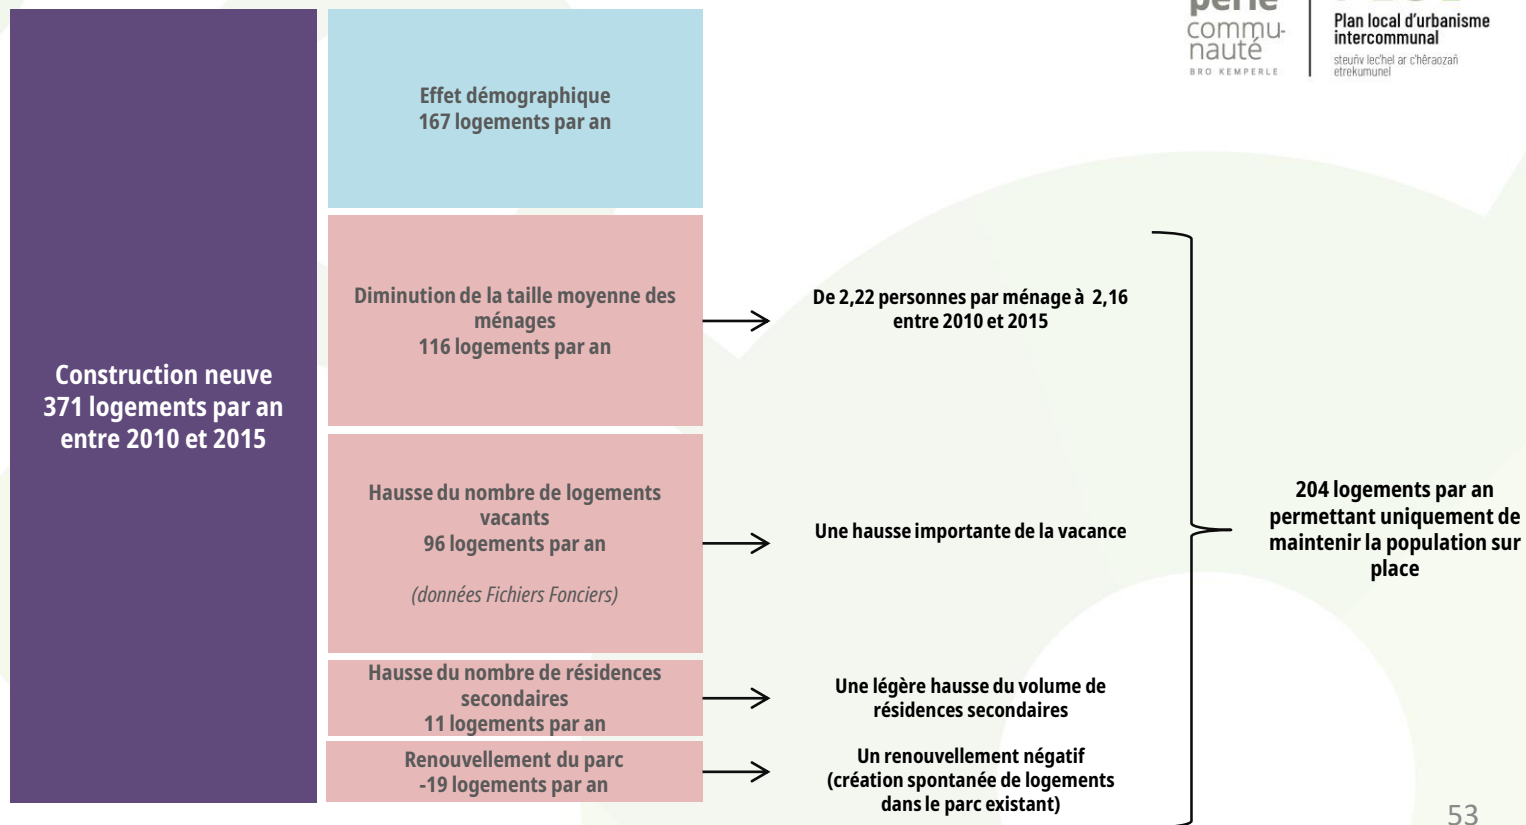 commu-
nauté
BRO KEMPERLE
Plan local d'urbanisme
intercommunal
steuñv lec'hel ar c'hêraozañ
etrekumunel
Construction neuve
371 logements par an
entre 2010 et 2015
Effet démographique
167 logements par an
Diminution de la taille moyenne des
ménages
116 logements par an
De 2,22 personnes par ménage à 2,16
entre 2010 et 2015
Hausse du nombre de logements
vacants
96 logements par an
(données Fichiers Fonciers)
Une hausse importante de la vacance
Hausse du nombre de résidences
secondaires
11 logements par an
Une légère hausse du volume de
résidences secondaires
Renouvellement du parc
-19 logements par an
Un renouvellement négatif
(création spontanée de logements
dans le parc existant)
204 logements par an
permettant uniquement de
maintenir la population sur
place
53